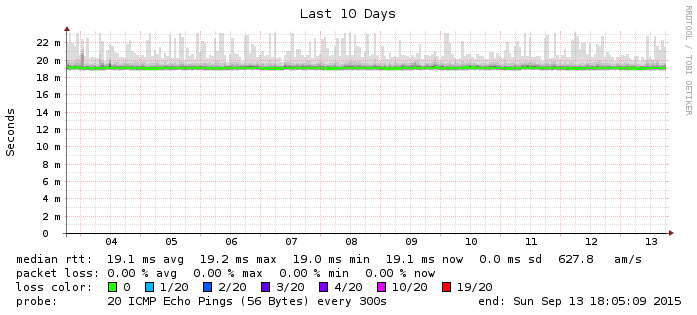 Last 10 Days
RRDTOOL / TOBI OETIKER
Seconds
22 m
20 m
18 m
16 m
14 m
12 m
10 m
8 m
6 m
4 m
2 m
0 m
04 05 06 07 08 09 10 11 12 13
median rtt: 19.1 ms avg 19.2 ms max 19.0 ms min 19.1 ms now 0.0 ms sd 627.8 am/s
packet loss: 0.00 % avg 0.00 % max 0.00 % min 0.00 % now
loss color: 0 1/20 2/20 3/20 4/20 10/20 19/20
probe: 20 ICMP Echo Pings (56 Bytes) every 300s end: Sun Sep 13 18:05:09 2015